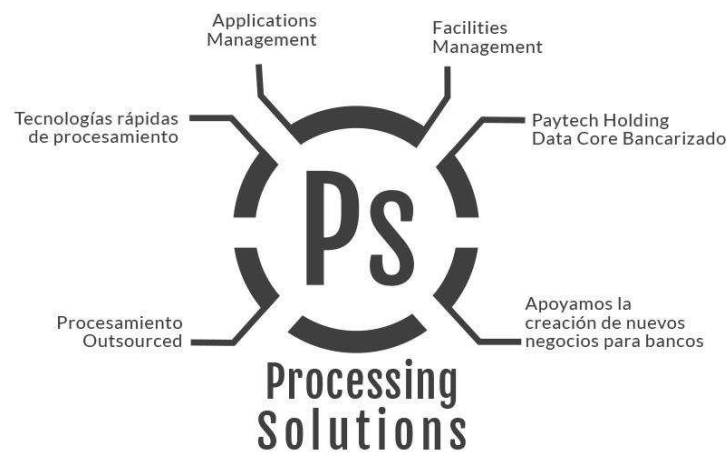 Applications
Management
Facilities
Management
Tecnologías rápidas
de procesamiento
Paytech Holding
Data Core Bancarizado
Ps
Procesamiento
Outsourced
Apoyamos la
creación de nuevos
negocios para bancos
Processing
Solutions